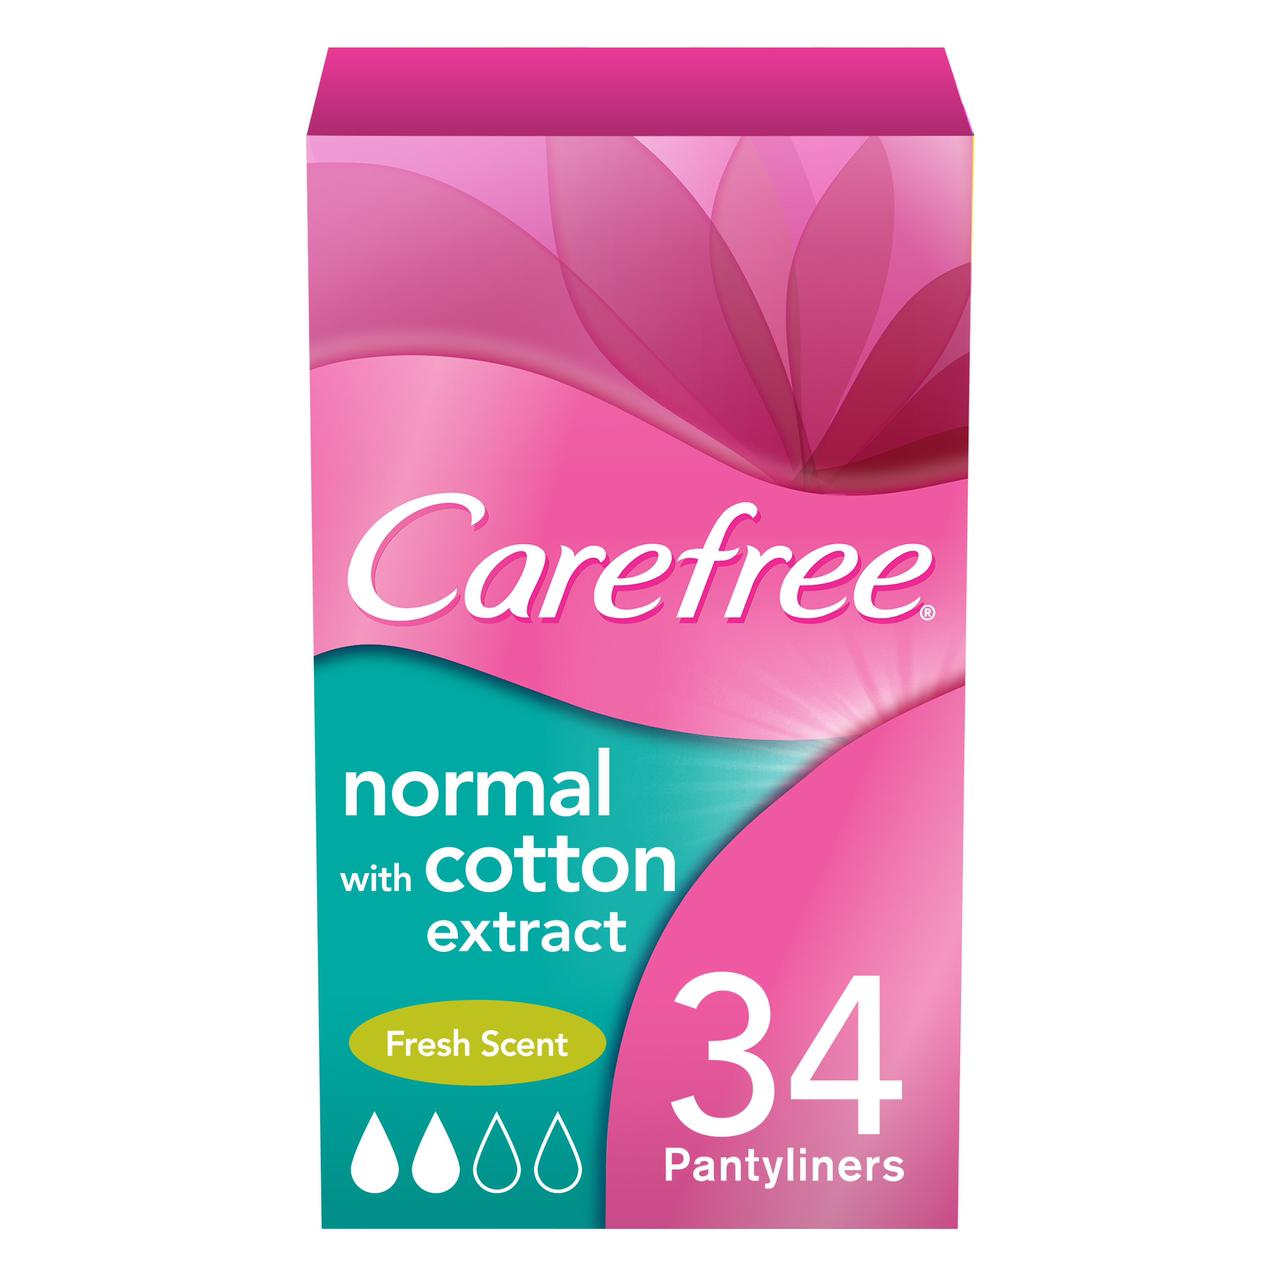 Carefree®
normal
with cotton
extract
Fresh Scent
34
Pantyliners